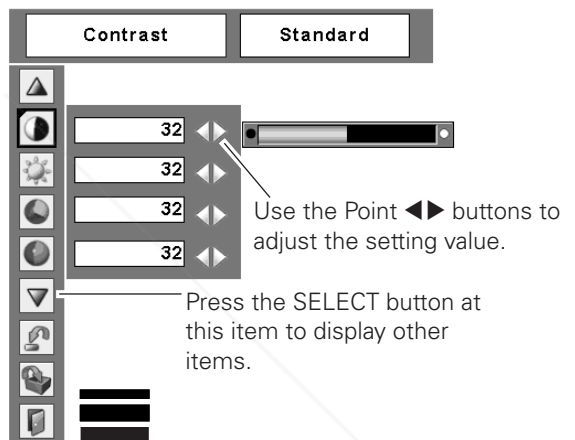 Contrast
Standard
32
32
32
32
Use the Point ◀▶ buttons to
adjust the setting value.
Press the SELECT button at
this item to display other
items.